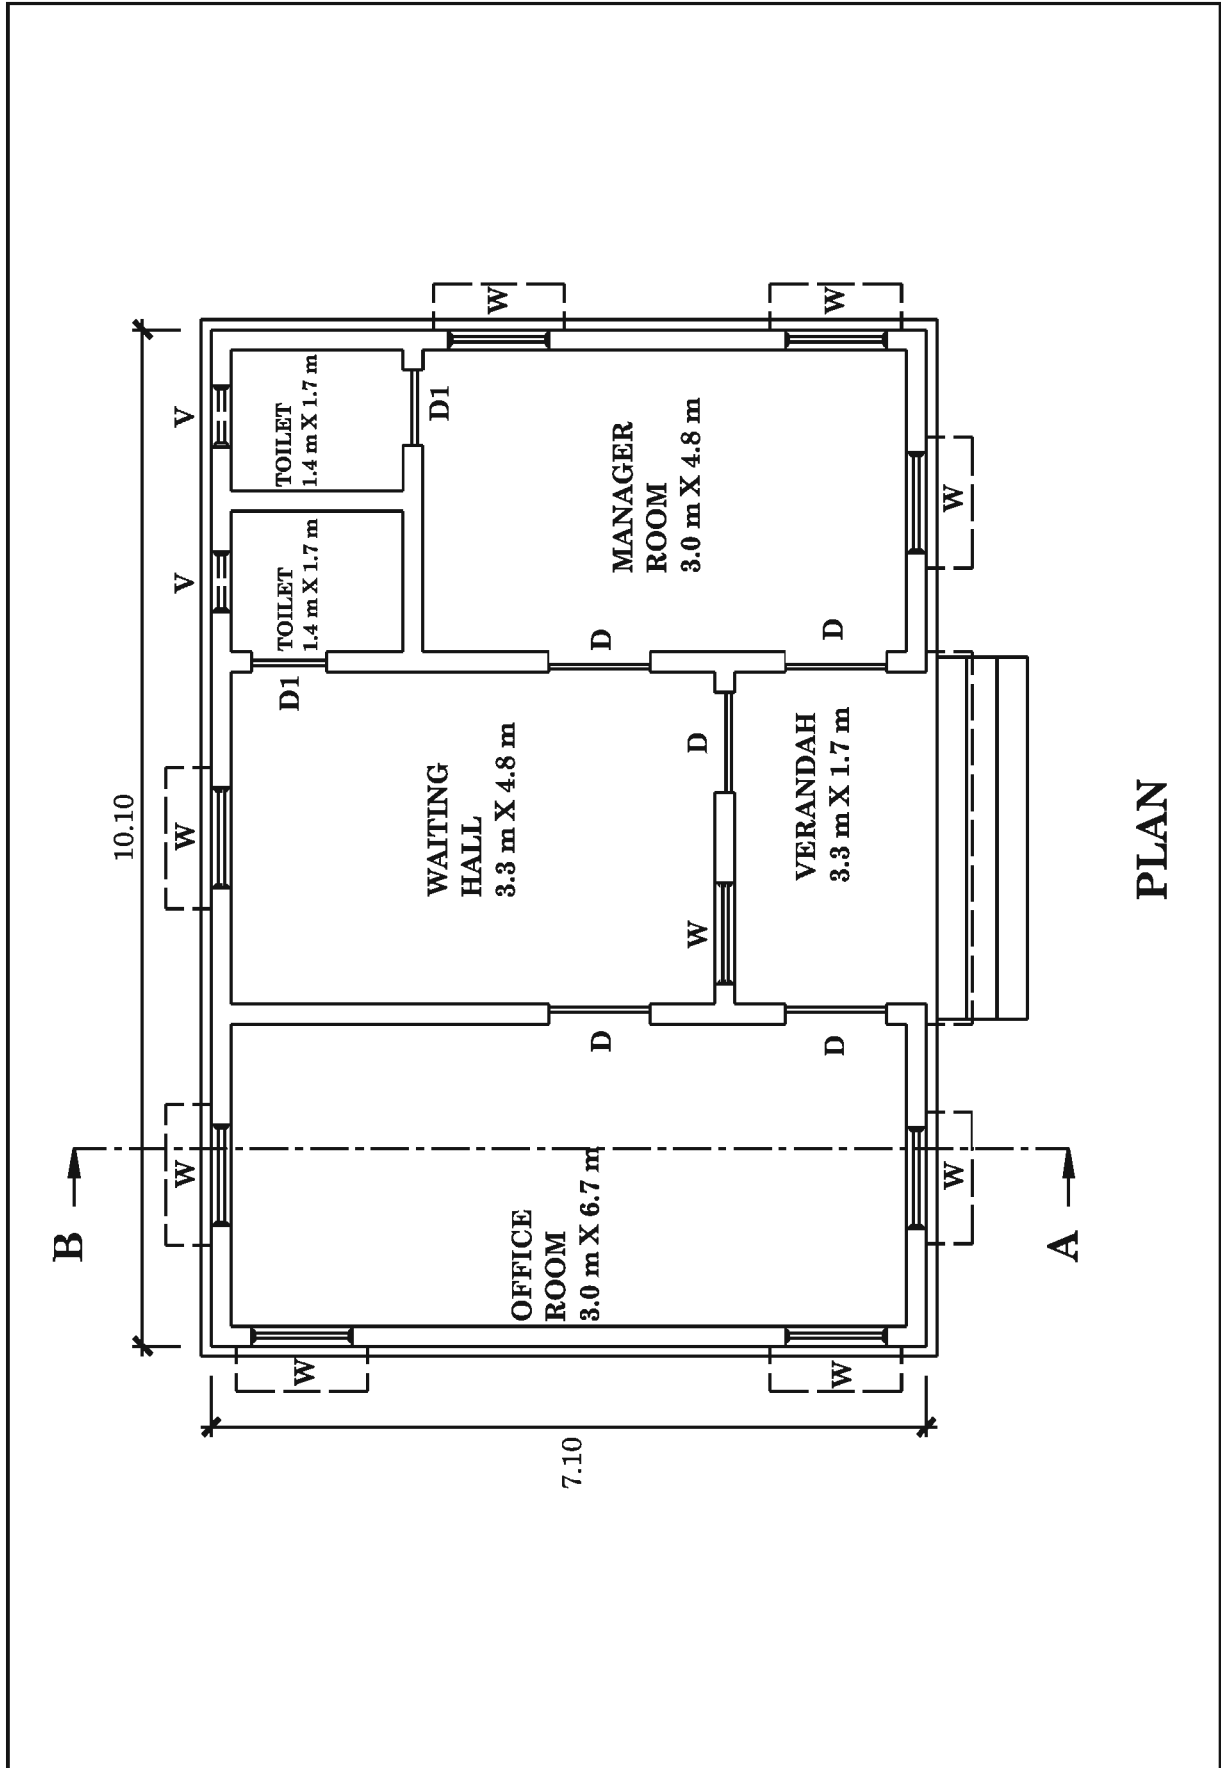 B
10.10
W
W
V
V
W
D1
TOILET
1.4 m X 1.7 m
TOILET
1.4 m X 1.7 m
D1
W
WAITING
HALL
3.3 m X 4.8 m
OFFICE
ROOM
3.0 m X 6.7 m
7.10
D
D
MANAGER
ROOM
3.0 m X 4.8 m
W
D
VERANDAH
3.3 m X 1.7 m
W
D
D
W
W
W
A
PLAN